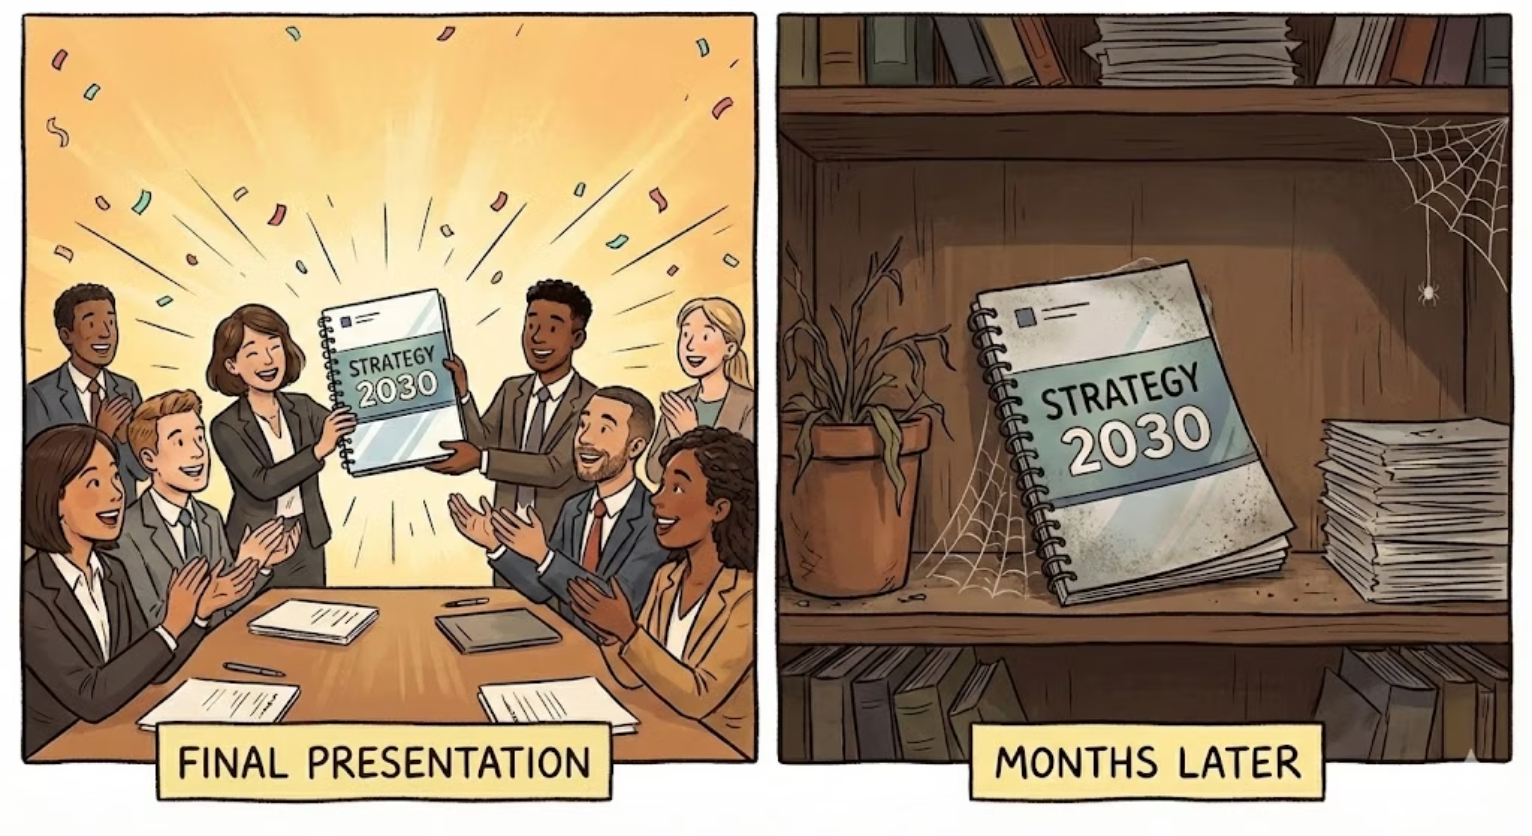 STRATEGY
2030
FINAL PRESENTATION
STRATEGY
2030
MONTHS LATER